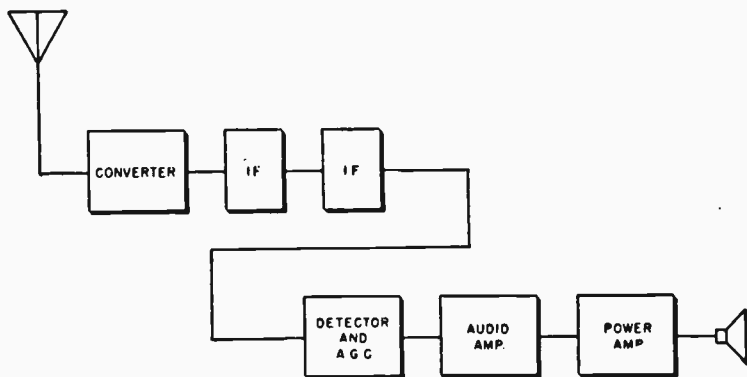 CONVERTER
IF
IF
DETECTOR
AND
AGC
AUDIO
AMP.
POWER
AMP